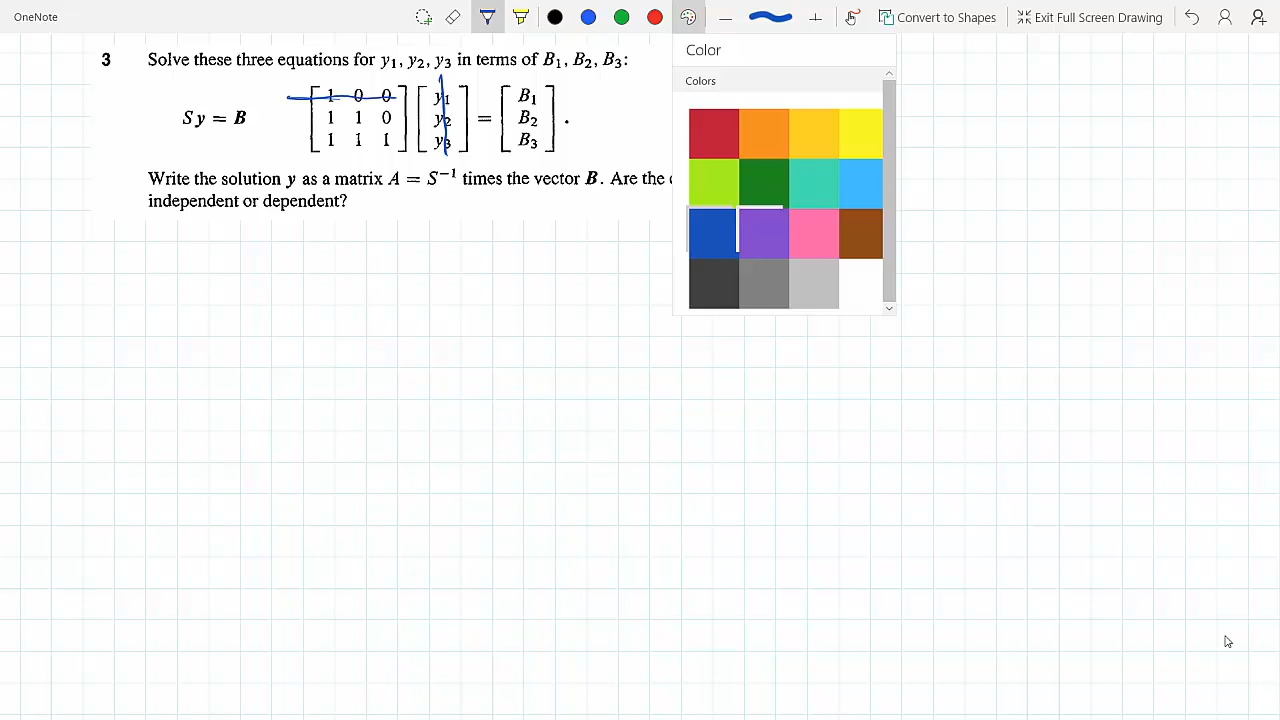 OneNote
Convert to Shapes
Exit Full Screen Drawing
Color
Colors
3 Solve these three equations for y1, y2, y3 in terms of B1, B2, B3:
Sy = B [1 0 0; 1 1 0; 1 1 1] [y1; y2; y3] = [B1; B2; B3] .
Write the solution y as a matrix A = S⁻¹ times the vector B. Are the
independent or dependent?